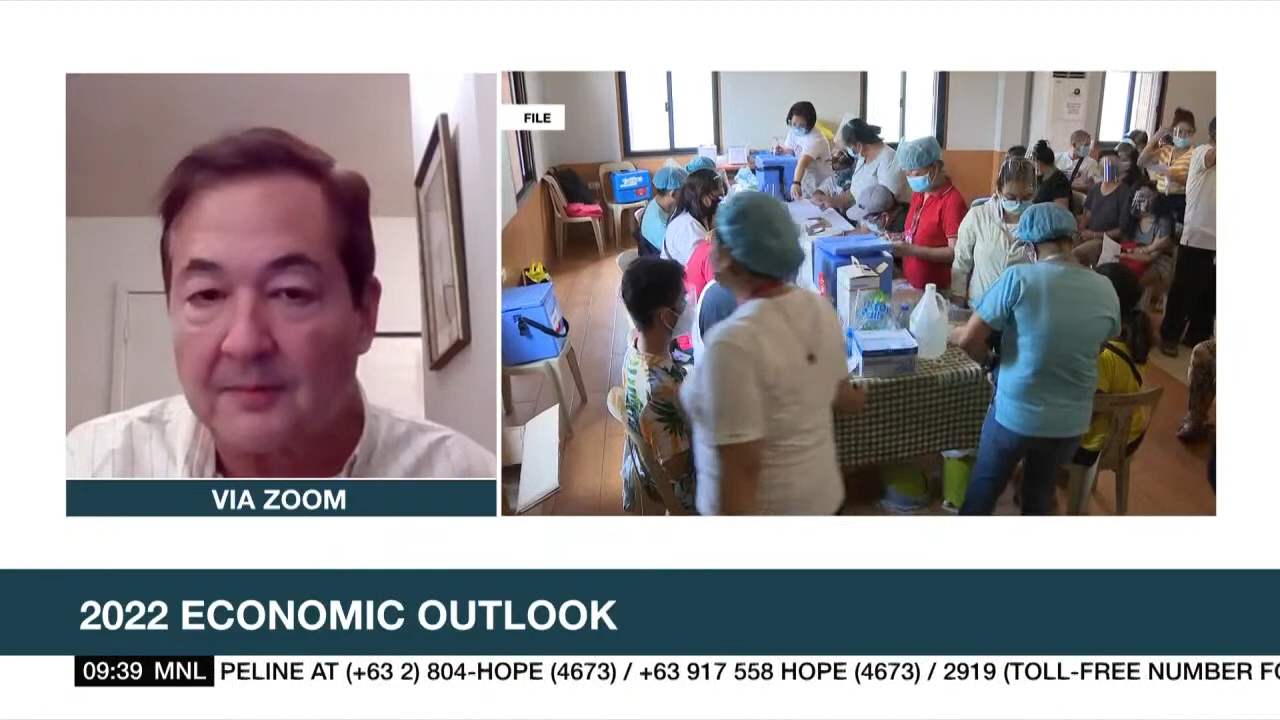 FILE
VIA ZOOM
2022 ECONOMIC OUTLOOK
09:39 MNL
PELINE AT (+63 2) 804-HOPE (4673) / +63 917 558 HOPE (4673) / 2919 (TOLL-FREE NUMBER FO